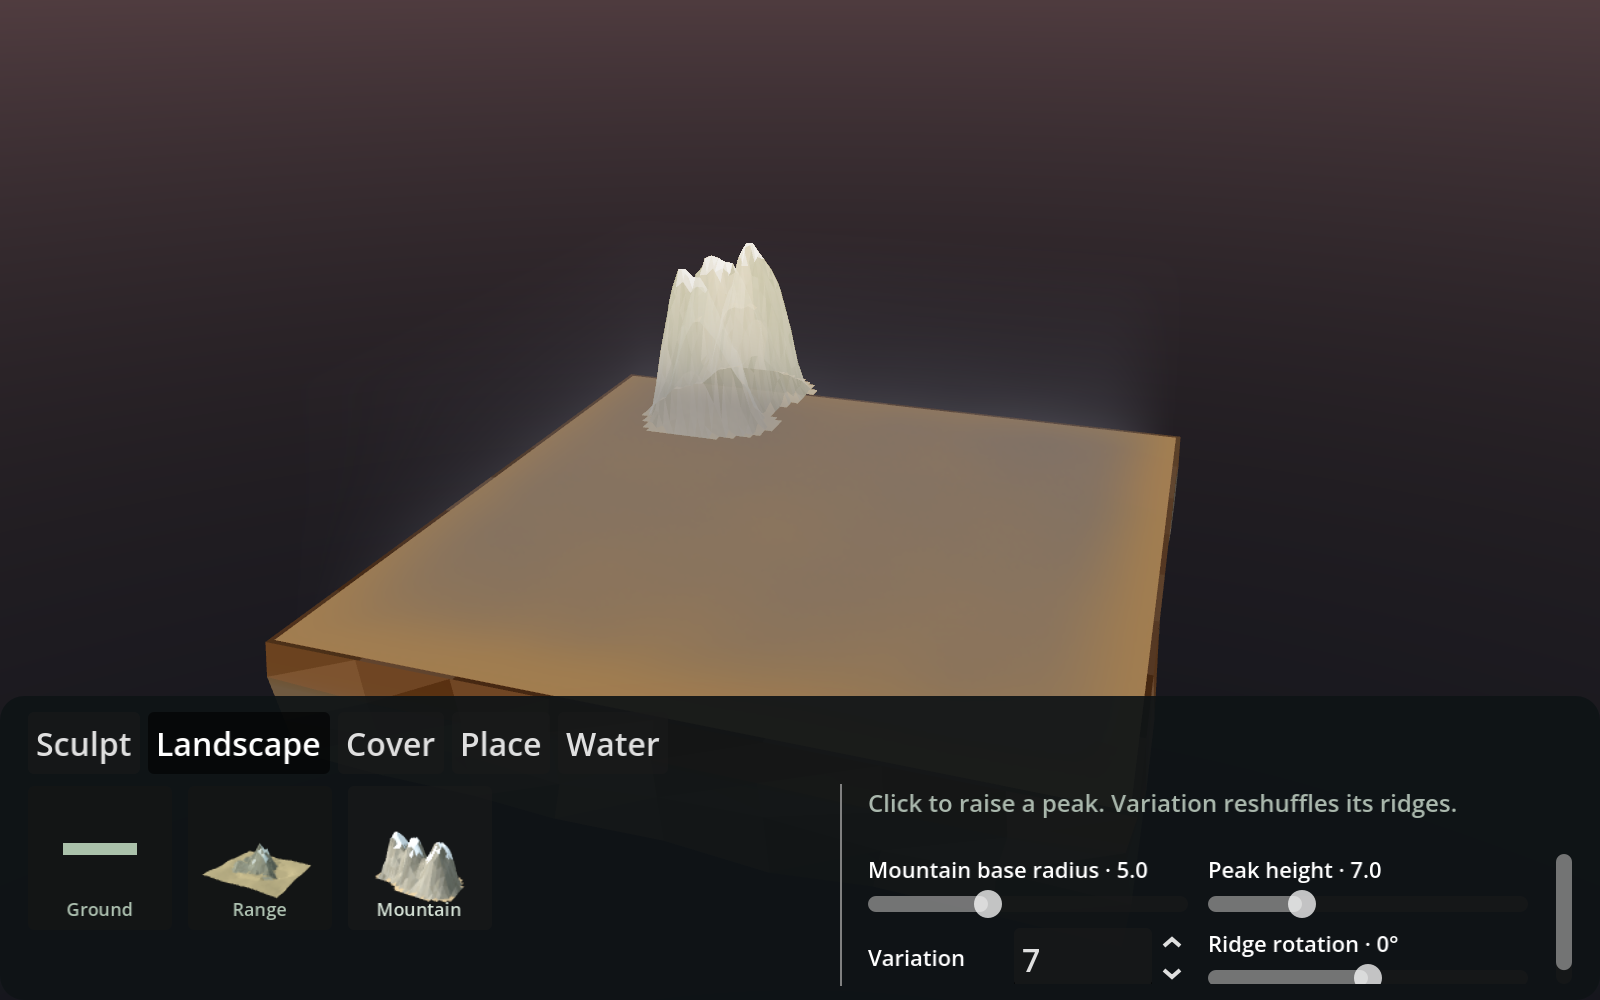 Sculpt Landscape Cover Place Water
Ground
Range
Mountain
Click to raise a peak. Variation reshuffles its ridges.
Mountain base radius · 5.0
Peak height · 7.0
Variation 7
Ridge rotation · 0°